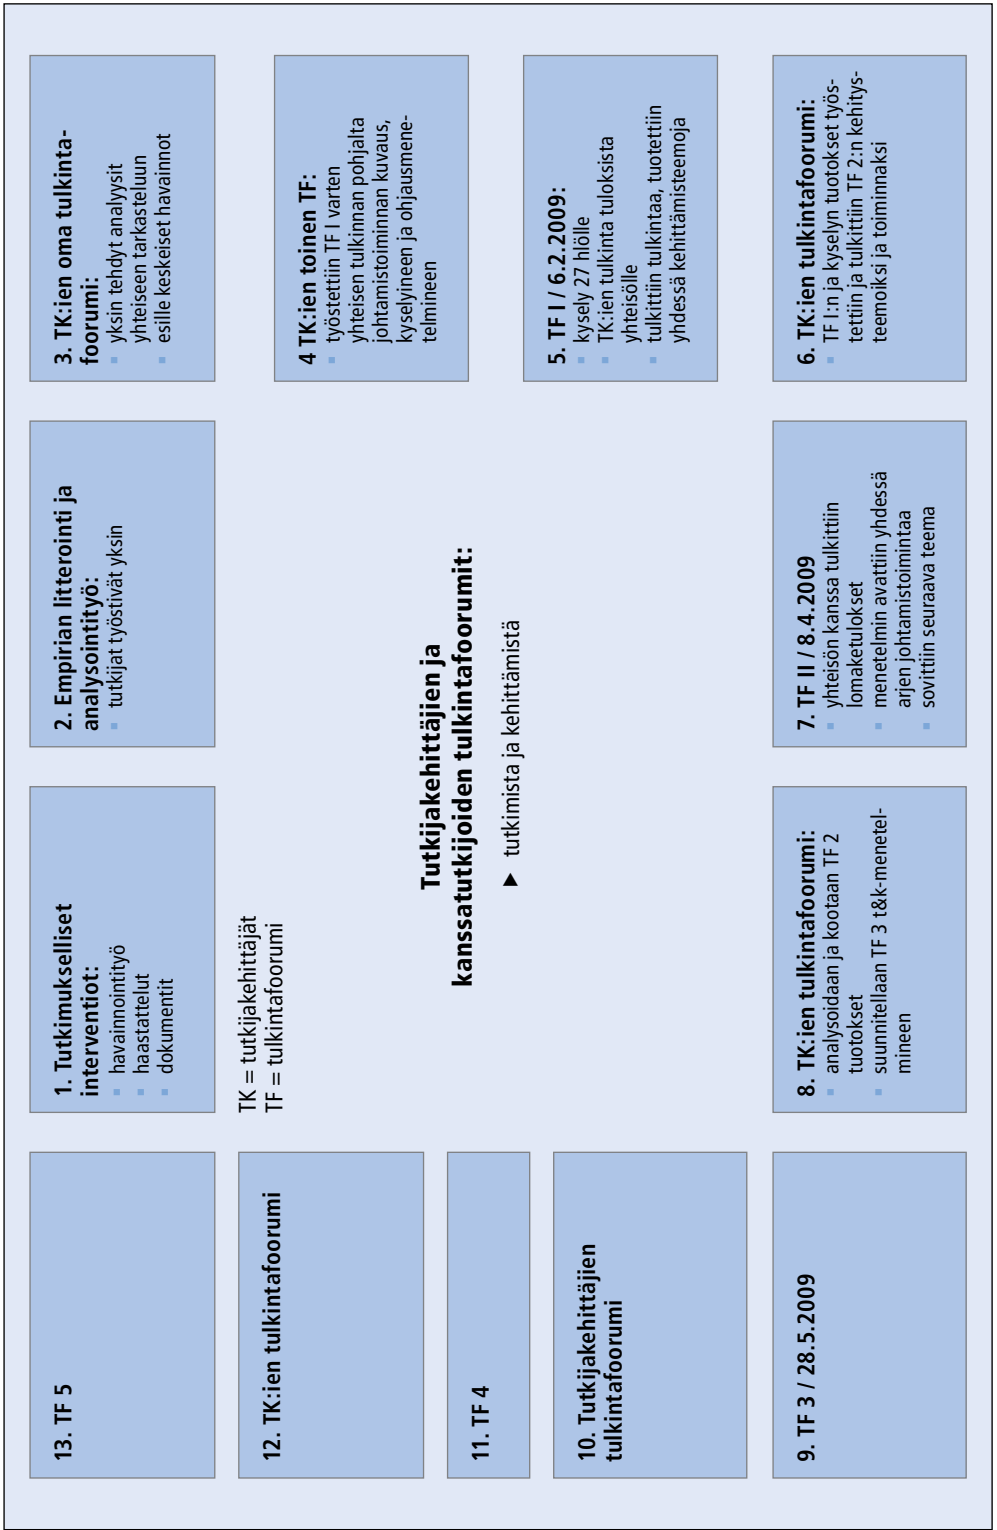 1. Tutkimukselliset
interventiot:
▪ havainnointityö
▪ haastattelut
▪ dokumentit
2. Empirian litterointi ja
analysointityö:
▪ tutkijat työstivät yksin
3. TK:ien oma tulkinta-
foorumi:
▪ yksin tehdyt analyysit
yhteiseen tarkasteluun
▪ esille keskeiset havainnot
4 TK:ien toinen TF:
▪ työstettiin TF I varten
yhteisen tulkinnan pohjalta
johtamistoiminnan kuvaus,
kyselyineen ja ohjausmene-
telmineen
5. TF I / 6.2.2009:
▪ kysely 27 hlölle
▪ TK:ien tulkinta tuloksista
yhteisölle
▪ tulkittiin tulkintaa, tuotettiin
yhdessä kehittämisteemoja
6. TK:ien tulkintafoorumi:
▪ TF I:n ja kyselyn tuotokset työs-
tettiin ja tulkittiin TF 2:n kehitys-
teemoiksi ja toiminnaksi
7. TF II / 8.4.2009
▪ yhteisön kanssa tulkittiin
lomaketulokset
▪ menetelmin avattiin yhdessä
arjen johtamistoimintaa
▪ sovittiin seuraava teema
8. TK:ien tulkintafoorumi:
▪ analysoidaan ja kootaan TF 2
tuotokset
▪ suunnitellaan TF 3 t&k-menetel-
mineen
9. TF 3 / 28.5.2009
10. Tutkijakehittäjien
tulkintafoorumi
11. TF 4
12. TK:ien tulkintafoorumi
13. TF 5
TK = tutkijakehittäjät
TF = tulkintafoorumi
Tutkijakehittäjien ja
kanssatutkijoiden tulkintafoorumit:
► tutkimista ja kehittämistä